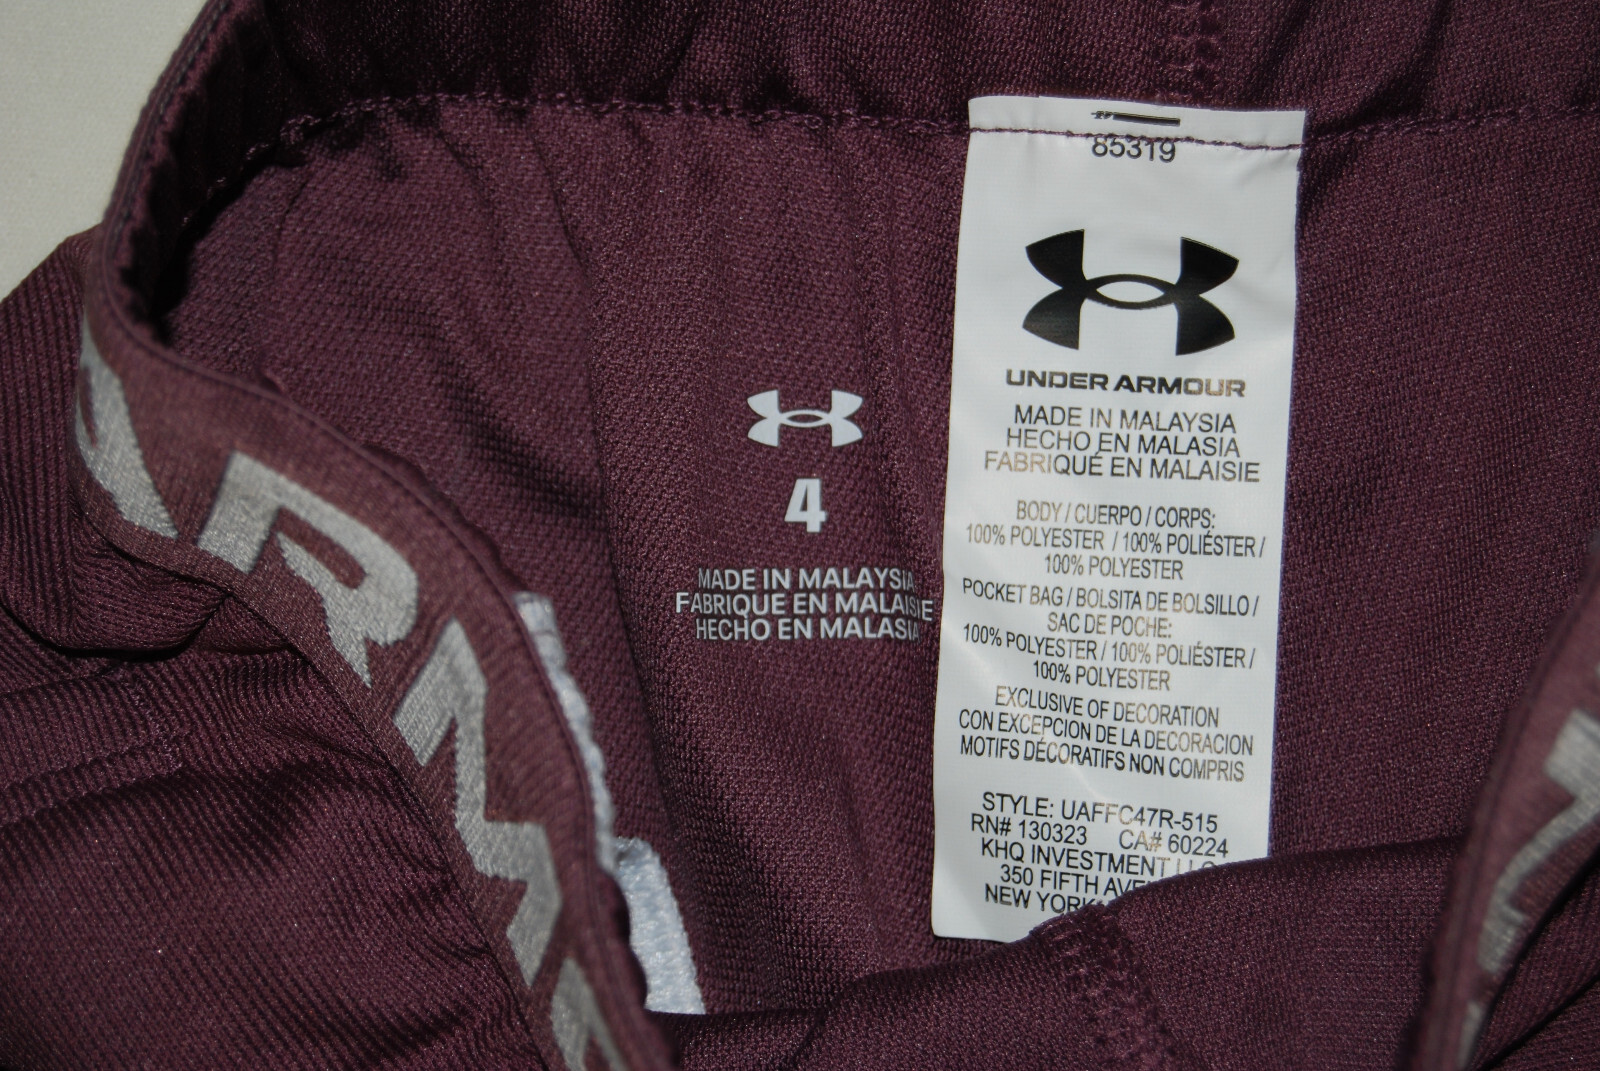 85319
UNDER ARMOUR
MADE IN MALAYSIA
HECHO EN MALASIA
FABRIQUÉ EN MALAISIE
BODY / CUERPO / CORPS:
100% POLYESTER / 100% POLIÉSTER /
100% POLYESTER
POCKET BAG / BOLSITA DE BOLSILLO /
SAC DE POCHE:
100% POLYESTER / 100% POLIÉSTER /
100% POLYESTER
EXCLUSIVE OF DECORATION
CON EXCEPCION DE LA DECORACION
MOTIFS DÉCORATIFS NON COMPRIS
STYLE: UAFFC47R-515
RN# 130323 CA# 60224
KHQ INVESTMENT
350 FIFTH
NEW YORK
4
MADE IN MALAYSIA
FABRIQUE EN MALAISIE
HECHO EN MALASIA
RM